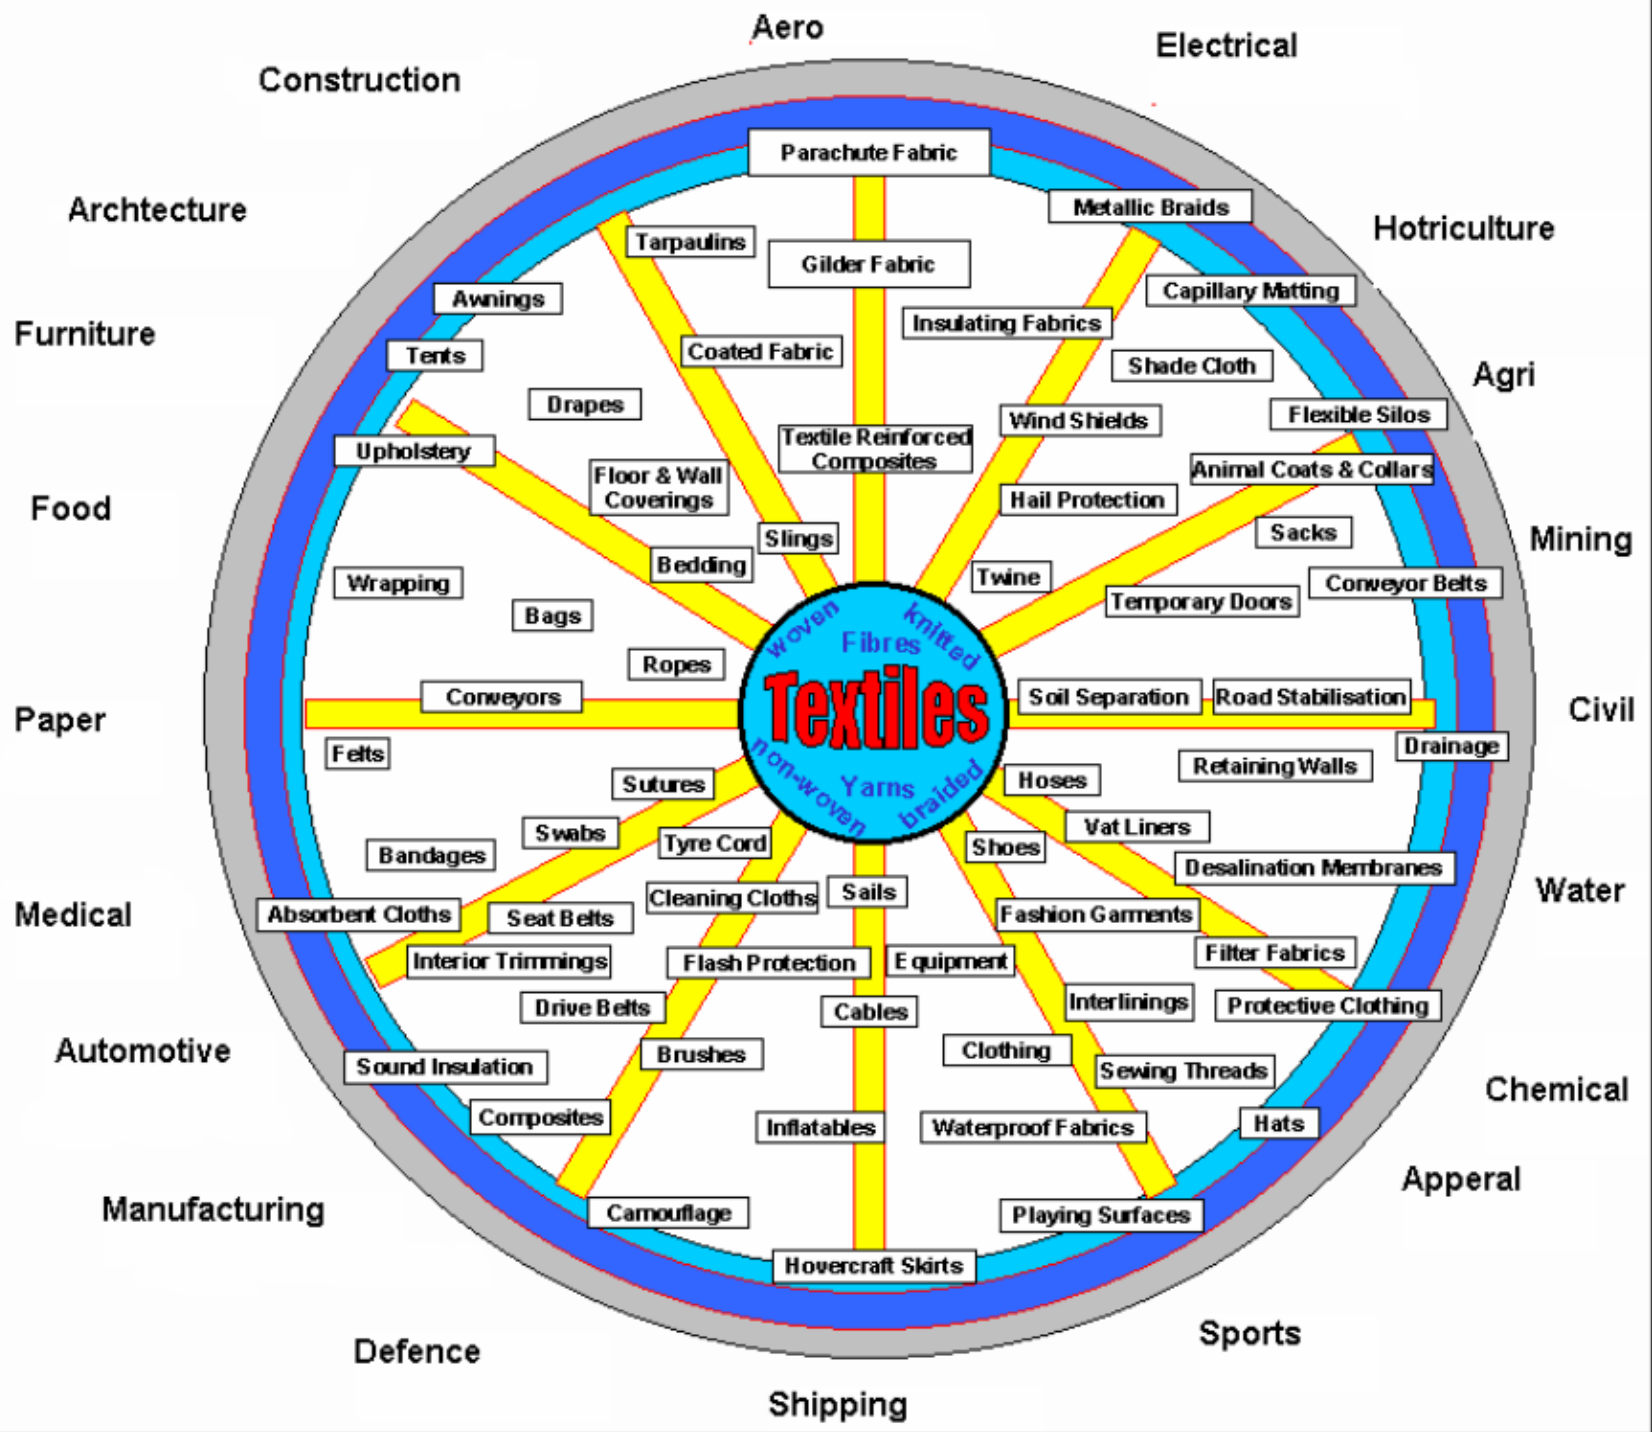 Aero
Electrical
Construction
Parachute Fabric
Archtecture
Metallic Braids
Hotriculture
Tarpaulins
Gilder Fabric
Awnings
Capillary Matting
Furniture
Insulating Fabrics
Tents
Coated Fabric
Shade Cloth
Agri
Drapes
Flexible Silos
Wind Shields
Upholstery
Textile Reinforced
Composites
Animal Coats & Collars
Floor & Wall
Coverings
Hail Protection
Food
Slings
Sacks
Mining
Bedding
Twine
Wrapping
Conveyor Belts
Temporary Doors
Bags
woven
knitted
Fibres
Ropes
Conveyors
Textiles
Soil Separation
Road Stabilisation
Paper
Civil
Felts
Drainage
Retaining Walls
Sutures
non-woven
Yarns
braided
Hoses
Swabs
Tyre Cord
Vat Liners
Bandages
Shoes
Desalination Membranes
Cleaning Cloths
Sails
Water
Medical
Absorbent Cloths
Seat Belts
Fashion Garments
Interior Trimmings
Flash Protection
Equipment
Filter Fabrics
Drive Belts
Cables
Interlinings
Protective Clothing
Automotive
Brushes
Clothing
Sound Insulation
Sewing Threads
Chemical
Composites
Inflatables
Waterproof Fabrics
Hats
Apperal
Manufacturing
Camouflage
Playing Surfaces
Hovercraft Skirts
Sports
Defence
Shipping